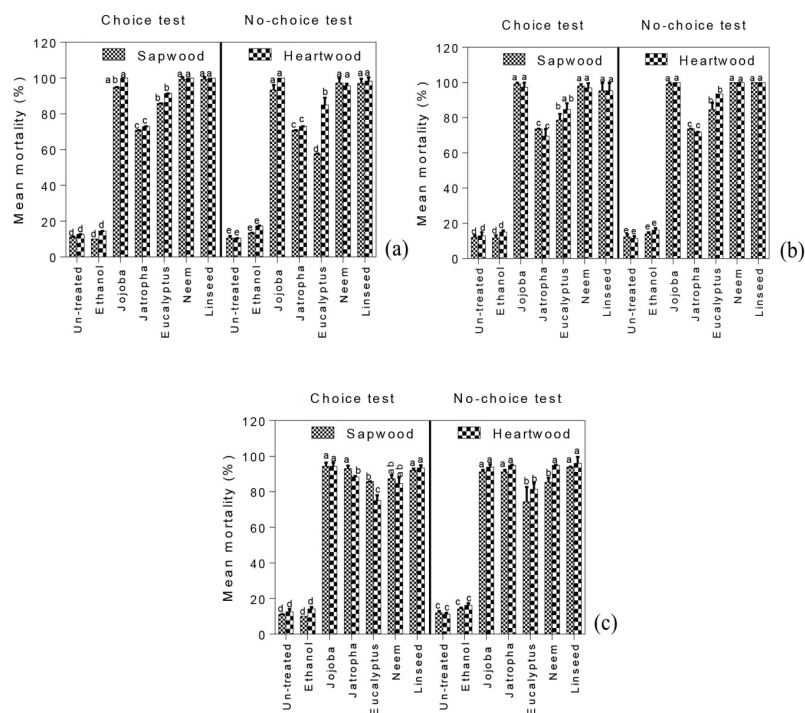 Choice test No-choice test
Sapwood Heartwood
Mean mortality (%)
120
100
80
60
40
20
0
d d d d a b a c c b b a a a a
e e e e a a c c d b a a a a
Un-treated Ethanol Jojoba Jatropha Eucalyptus Neem Linseed Un-treated Ethanol Jojoba Jatropha Eucalyptus Neem Linseed
(a)
Choice test No-choice test
Sapwood Heartwood
Mean mortality (%)
120
100
80
60
40
20
0
d d d d a a c c b a b a a a a
e e e e a a c c b b a a a a
Un-treated Ethanol Jojoba Jatropha Eucalyptus Neem Linseed Un-treated Ethanol Jojoba Jatropha Eucalyptus Neem Linseed
(b)
Choice test No-choice test
Sapwood Heartwood
Mean mortality (%)
120
100
80
60
40
20
0
d d d d a a a b b c b b a a
c c c c a a a a b b b a a a
Un-treated Ethanol Jojoba Jatropha Eucalyptus Neem Linseed Un-treated Ethanol Jojoba Jatropha Eucalyptus Neem Linseed
(c)